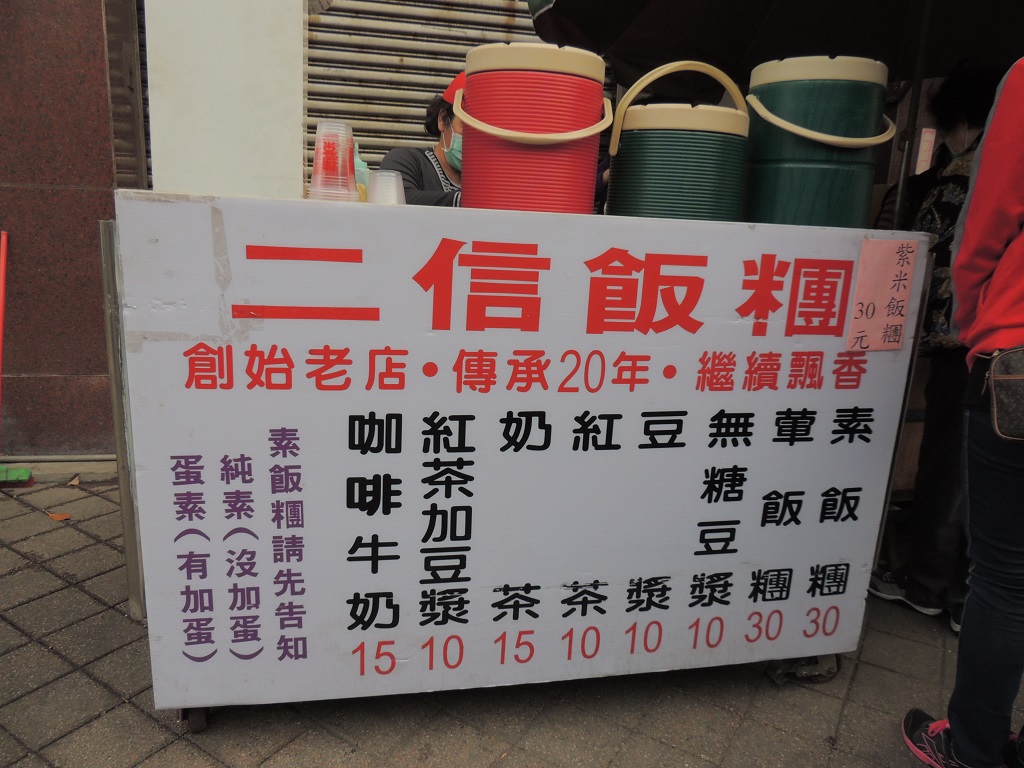 二信飯糰
紫米飯糰
30元
創始老店・傳承20年・繼續飄香
素飯糰 30
葷飯糰 30
無糖豆漿 10
豆漿 10
紅茶 10
奶茶 15
紅茶加豆漿 10
咖啡牛奶 15
素飯糰請先告知
純素(沒加蛋)
蛋素(有加蛋)